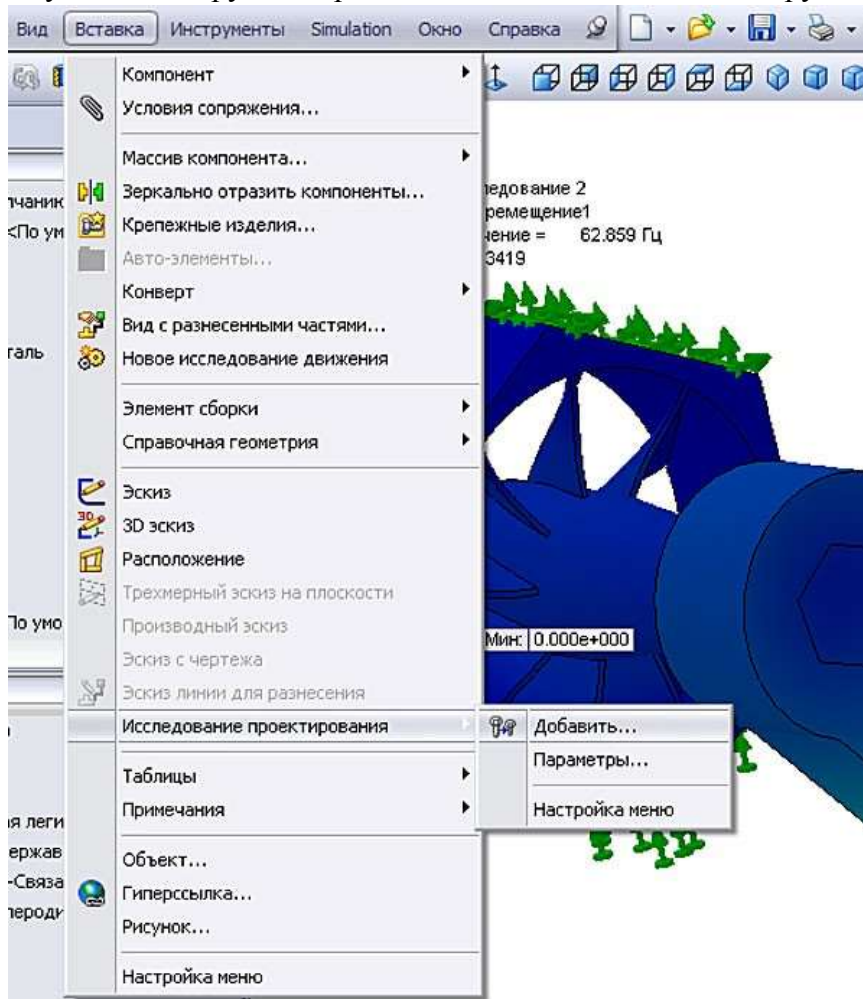 Вид Вставка Инструменты Simulation Окно Справка
Компонент
Условия сопряжения...
Массив компонента...
Зеркально отразить компоненты...
Крепежные изделия...
Авто-элементы...
Конверт
Вид с разнесенными частями...
Новое исследование движения
Элемент сборки
Справочная геометрия
Эскиз
3D эскиз
Расположение
Трехмерный эскиз на плоскости
Производный эскиз
Эскиз с чертежа
Эскиз линии для разнесения
Исследование проектирования
Таблицы
Примечания
Объект...
Гиперссылка...
Рисунок...
Настройка меню
Добавить...
Параметры...
Настройка меню
едование 2
ремещение1
чение = 62.859 Гц
3419
Мин: 0.000e+000
лчанию
<По ум
таль
По умо
ая леги
ержав
-Связа